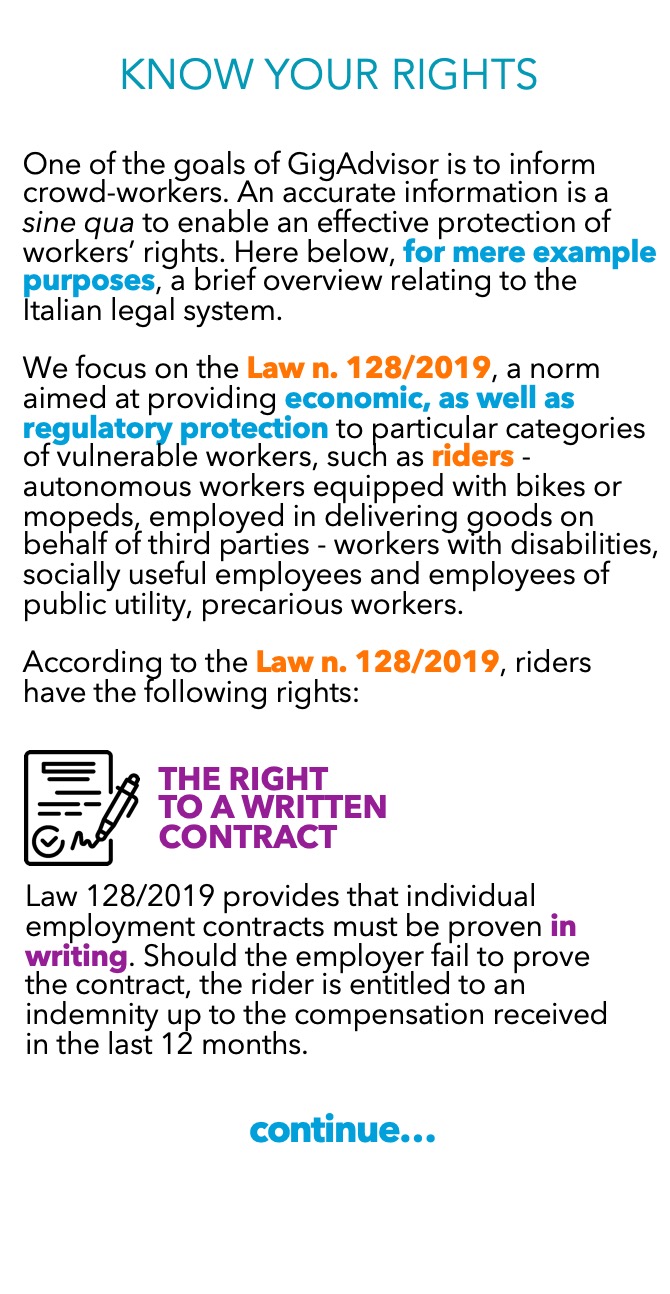 KNOW YOUR RIGHTS
One of the goals of GigAdvisor is to inform
crowd-workers. An accurate information is a
sine qua to enable an effective protection of
workers’ rights. Here below, for mere example
purposes, a brief overview relating to the
Italian legal system.
We focus on the Law n. 128/2019, a norm
aimed at providing economic, as well as
regulatory protection to particular categories
of vulnerable workers, such as riders -
autonomous workers equipped with bikes or
mopeds, employed in delivering goods on
behalf of third parties - workers with disabilities,
socially useful employees and employees of
public utility, precarious workers.
According to the Law n. 128/2019, riders
have the following rights:
THE RIGHT
TO A WRITTEN
CONTRACT
Law 128/2019 provides that individual
employment contracts must be proven in
writing. Should the employer fail to prove
the contract, the rider is entitled to an
indemnity up to the compensation received
in the last 12 months.
continue...